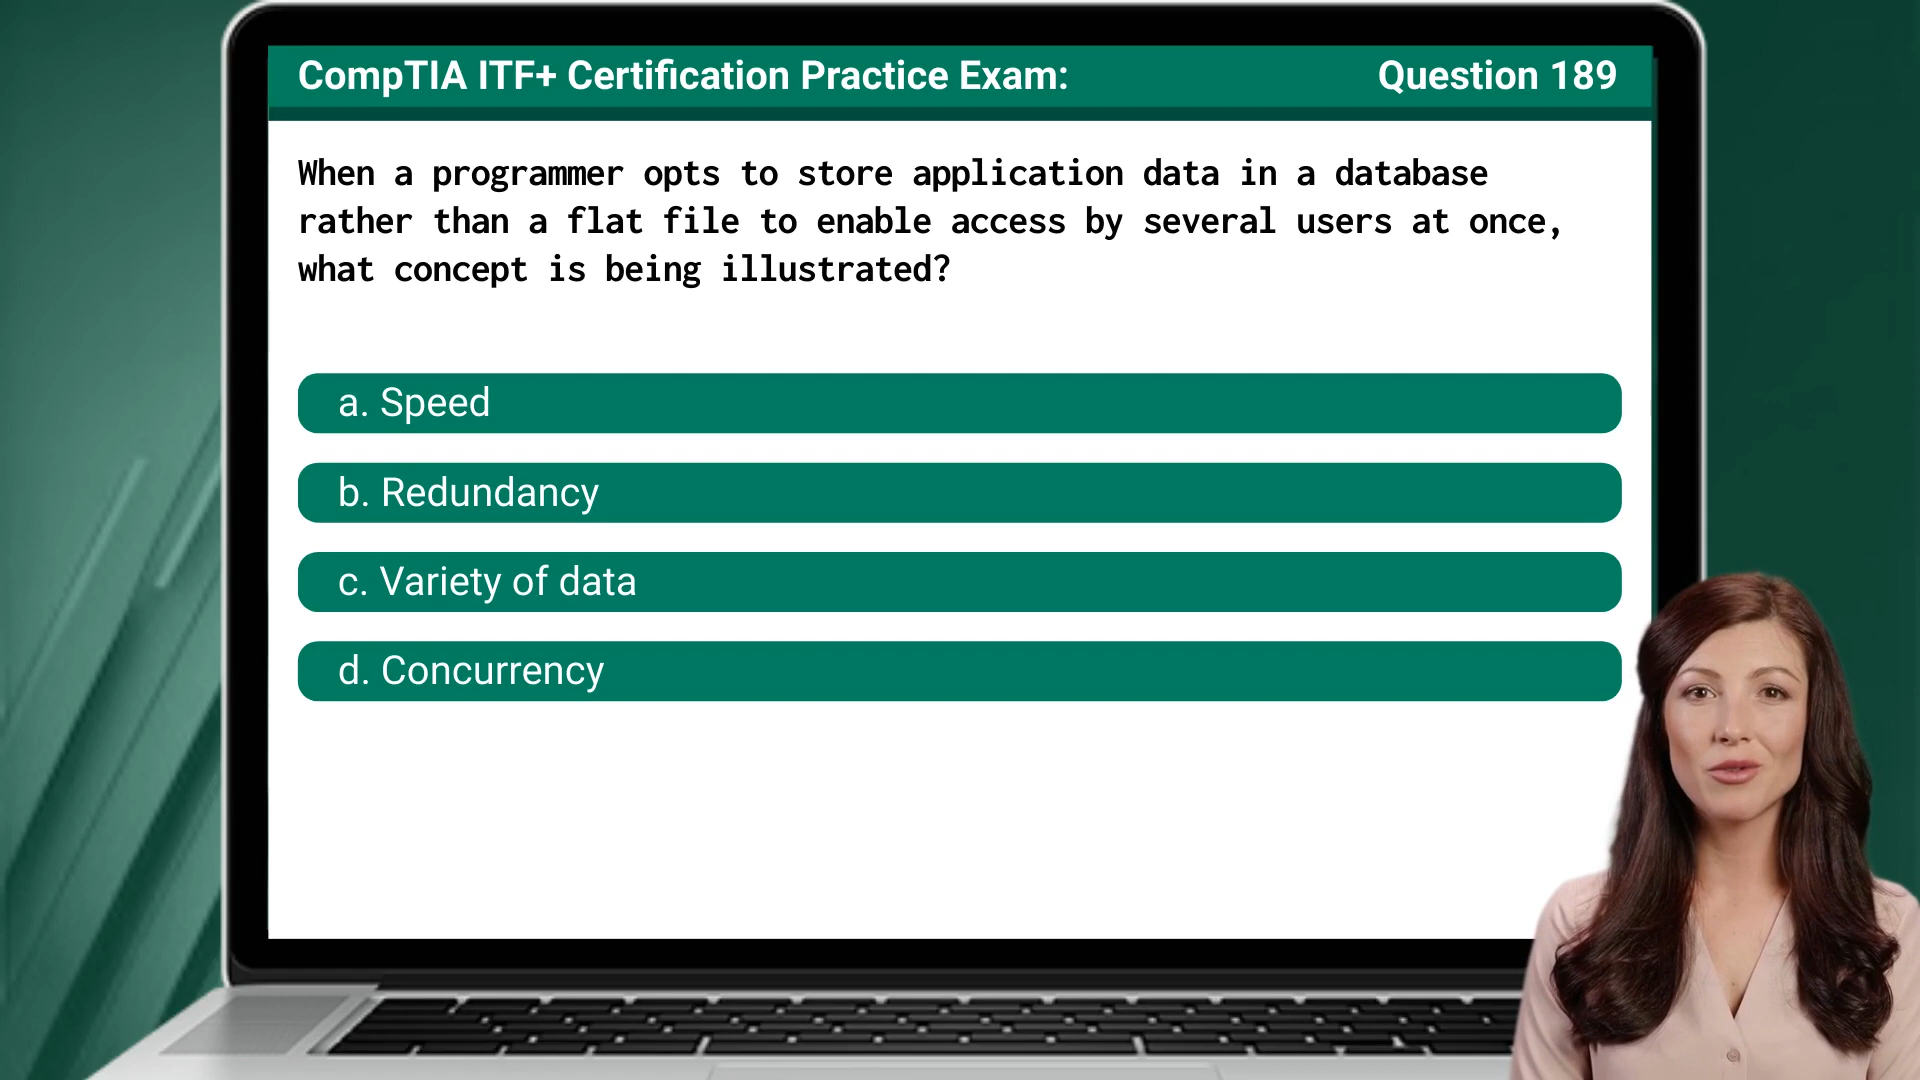 CompTIA ITF+ Certification Practice Exam:
Question 189
When a programmer opts to store application data in a database
rather than a flat file to enable access by several users at once,
what concept is being illustrated?
a. Speed
b. Redundancy
c. Variety of data
d. Concurrency